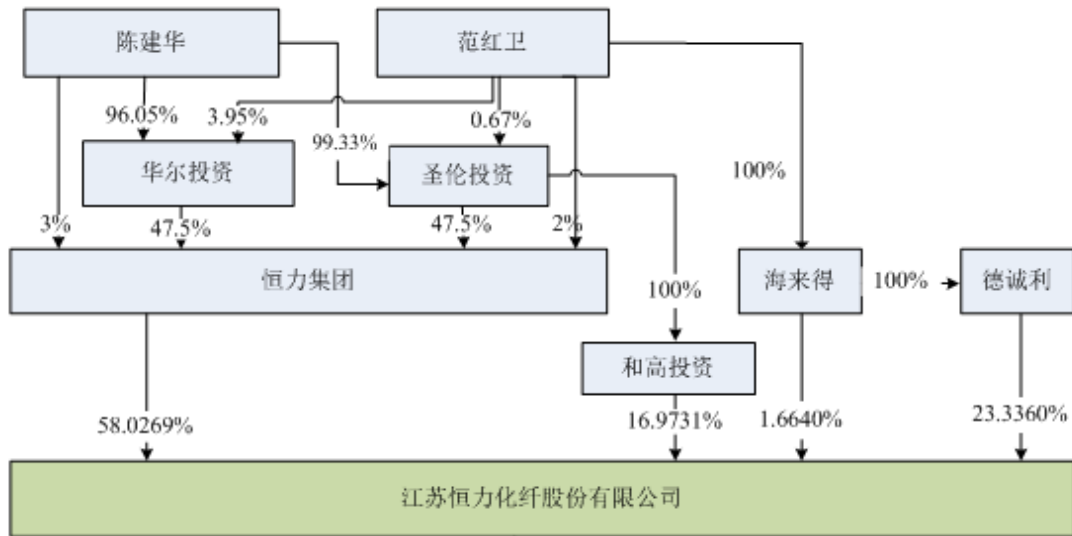 陈建华
范红卫
96.05%
3.95%
0.67%
99.33%
华尔投资
圣伦投资
100%
3%
47.5%
47.5%
2%
恒力集团
海来得
100%
德诚利
100%
和高投资
58.0269%
16.9731%
1.6640%
23.3360%
江苏恒力化纤股份有限公司